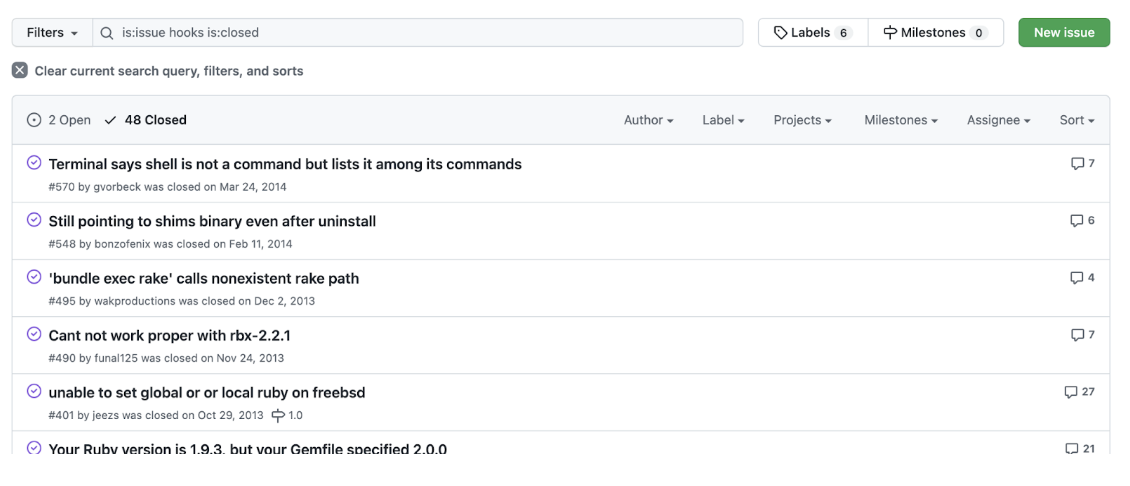 Filters
is:issue hooks is:closed
Labels 6
Milestones 0
New issue
Clear current search query, filters, and sorts
2 Open 48 Closed Author Label Projects Milestones Assignee Sort
Terminal says shell is not a command but lists it among its commands 7
#570 by gvorbeck was closed on Mar 24, 2014
Still pointing to shims binary even after uninstall 6
#548 by bonzofenix was closed on Feb 11, 2014
'bundle exec rake' calls nonexistent rake path 4
#495 by wakproductions was closed on Dec 2, 2013
Cant not work proper with rbx-2.2.1 7
#490 by funal125 was closed on Nov 24, 2013
unable to set global or or local ruby on freebsd 27
#401 by jeezs was closed on Oct 29, 2013 1.0
Your Ruby version is 1.9.3, but your Gemfile specified 2.0.0 21